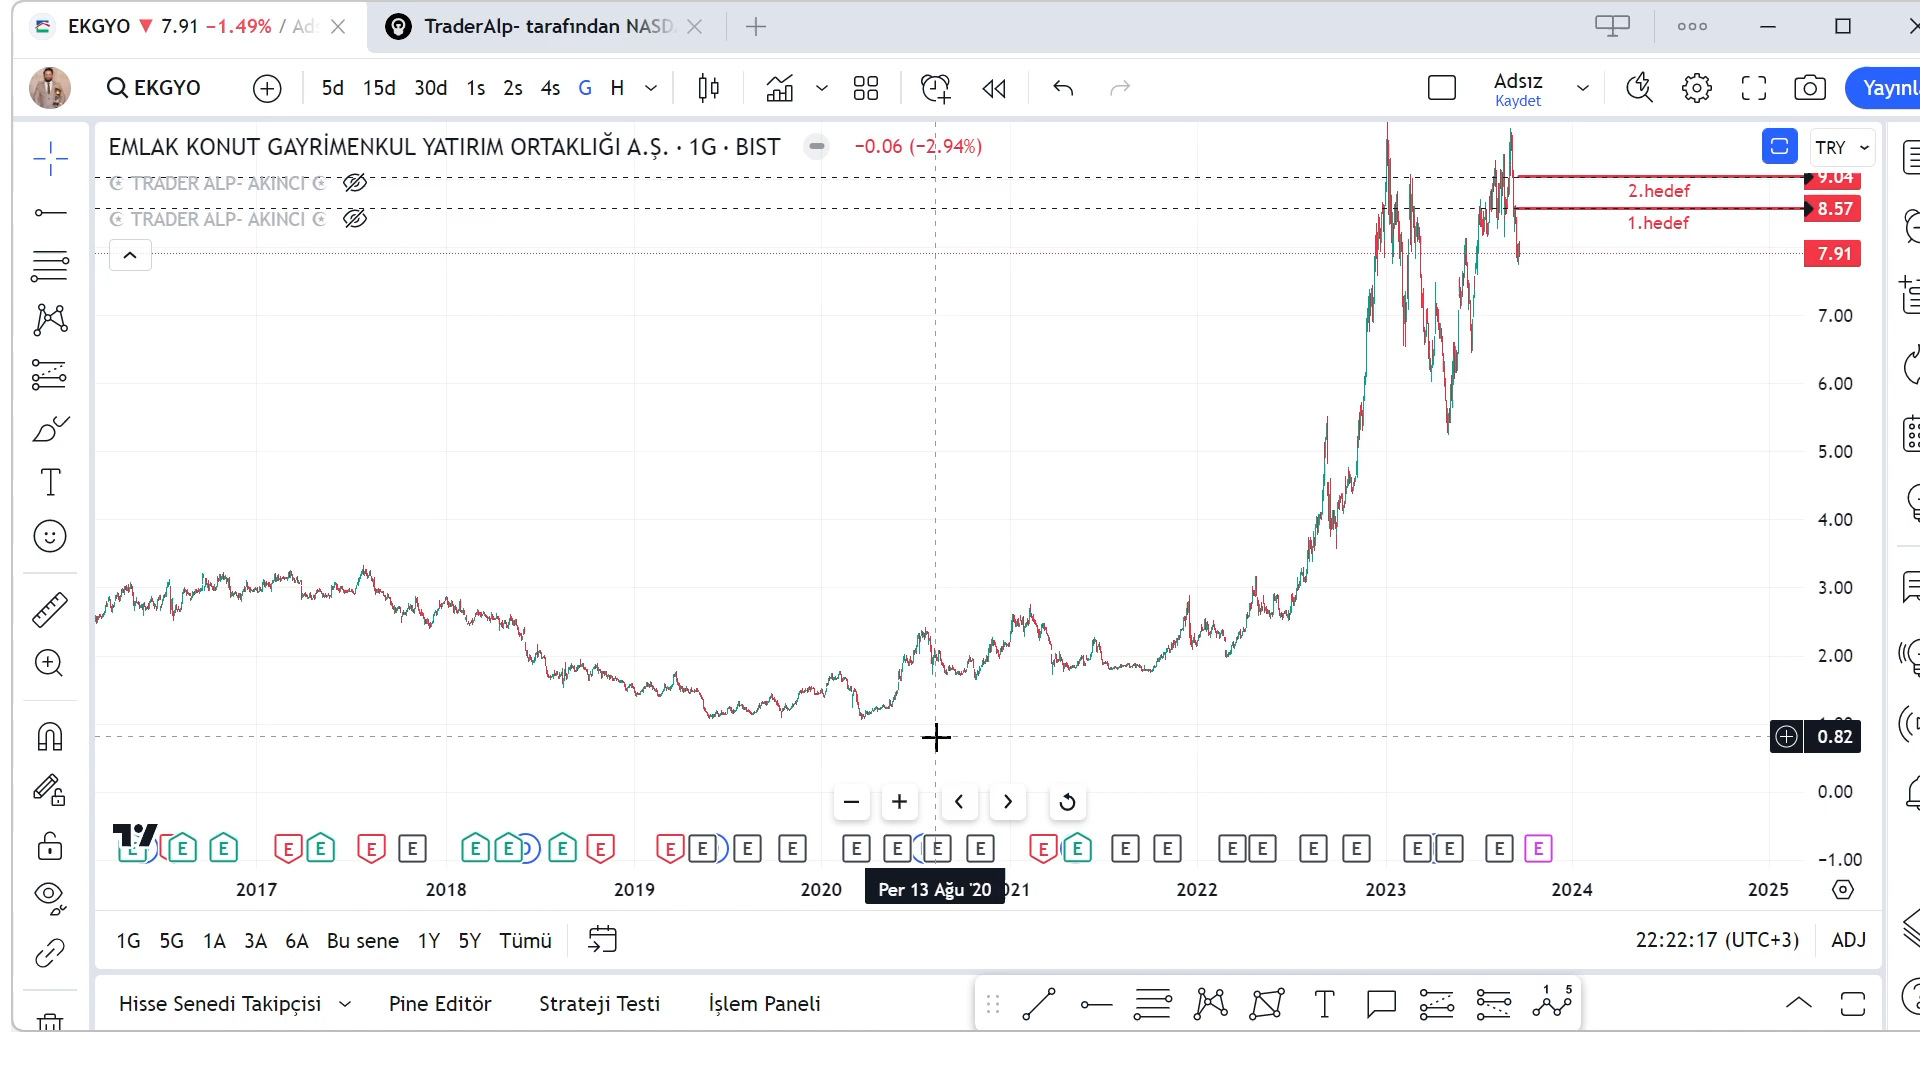 EKGYO ▼ 7.91 −1.49% / Ads
TraderAlp- tarafından NASD
EKGYO 5d 15d 30d 1s 2s 4s G H Adsız Kaydet Yayınla
EMLAK KONUT GAYRİMENKUL YATIRIM ORTAKLIĞI A.Ş. · 1G · BIST −0.06 (−2.94%) TRY
TRADER ALP- AKINCI
TRADER ALP- AKINCI
9.04
2.hedef
8.57
1.hedef
7.91
7.00
6.00
5.00
4.00
3.00
2.00
0.82
0.00
−1.00
E E E E E E E E E D E E E E E E E E E E E E E E E E E E E E E E
2017 2018 2019 2020 Per 13 Ağu '20 2022 2023 2024 2025
1G 5G 1A 3A 6A Bu sene 1Y 5Y Tümü 22:22:17 (UTC+3) ADJ
Hisse Senedi Takipçisi Pine Editör Strateji Testi İşlem Paneli